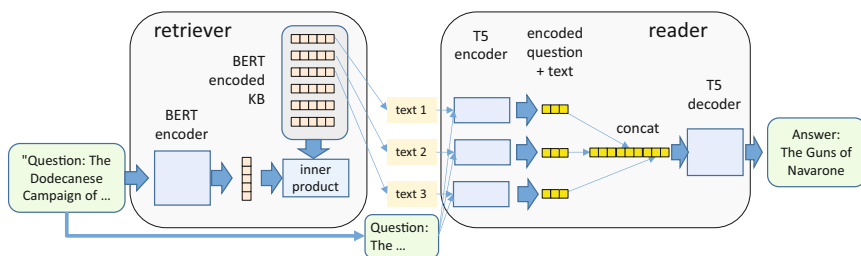 retriever
BERT
encoded
KB
BERT
encoder
inner
product
"Question: The
Dodecanese
Campaign of ...
text 1
text 2
text 3
Question:
The ...
reader
T5
encoder
encoded
question
+ text
concat
T5
decoder
Answer:
The Guns of
Navarone